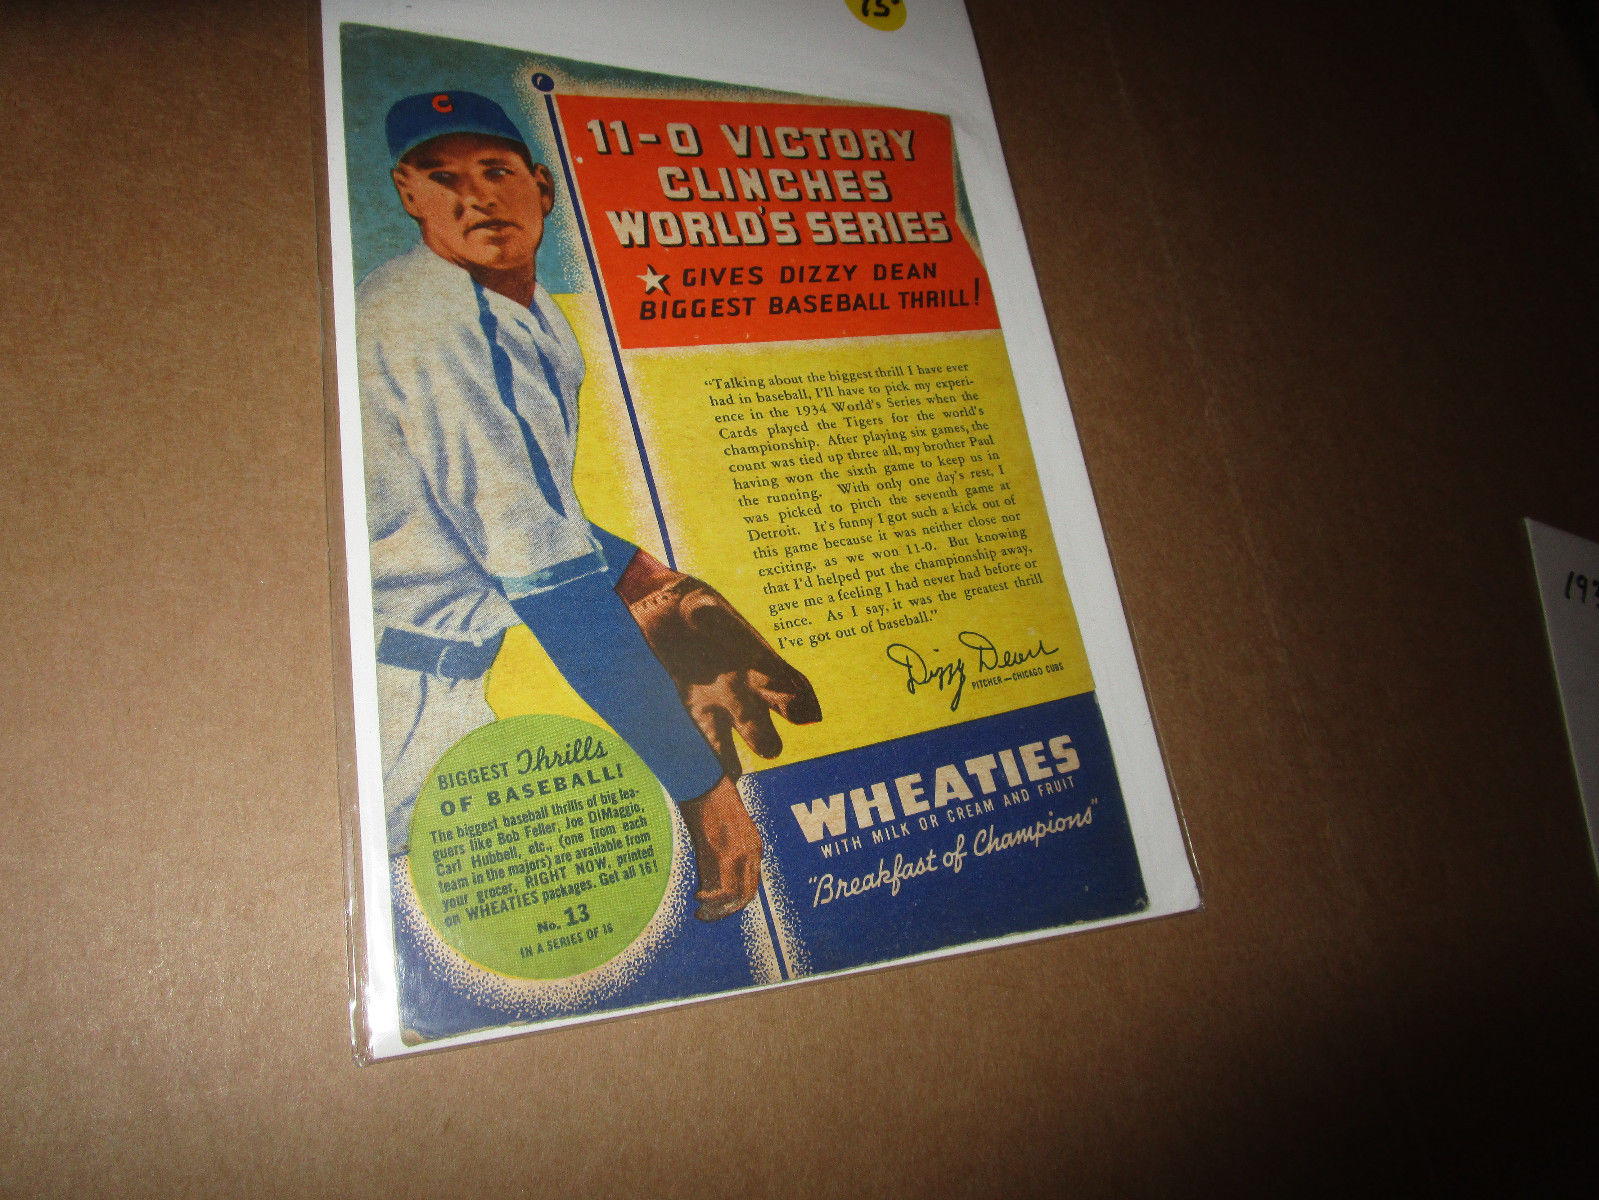 15
C
11-0 VICTORY
CLINCHES
WORLD'S SERIES
GIVES DIZZY DEAN
BIGGEST BASEBALL THRILL!
"Talking about the biggest thrill I have ever
had in baseball, I'll have to pick my experi-
ence in the 1934 World's Series when the
Cards played the Tigers for the world's
championship. After playing six games, the
count was tied up three all, my brother Paul
having won the sixth game to keep us in
the running. With only one day's rest, I
was picked to pitch the seventh game at
Detroit. It's funny I got such a kick out of
this game because it was neither close nor
exciting, as we won 11-0. But knowing
that I'd helped put the championship away,
gave me a feeling I had never had before or
since. As I say, it was the greatest thrill
I've got out of baseball."
Dizzy Dean
PITCHER—CHICAGO CUBS
BIGGEST Thrills
OF BASEBALL!
The biggest baseball thrills of big lea-
guers like Bob Feller, Joe DiMaggio,
Carl Hubbell, etc., (one from each
team in the majors) are available from
your grocer, RIGHT NOW, printed
on WHEATIES packages. Get all 16!
No. 13
IN A SERIES OF 16
WHEATIES
WITH MILK OR CREAM AND FRUIT
"Breakfast of Champions"